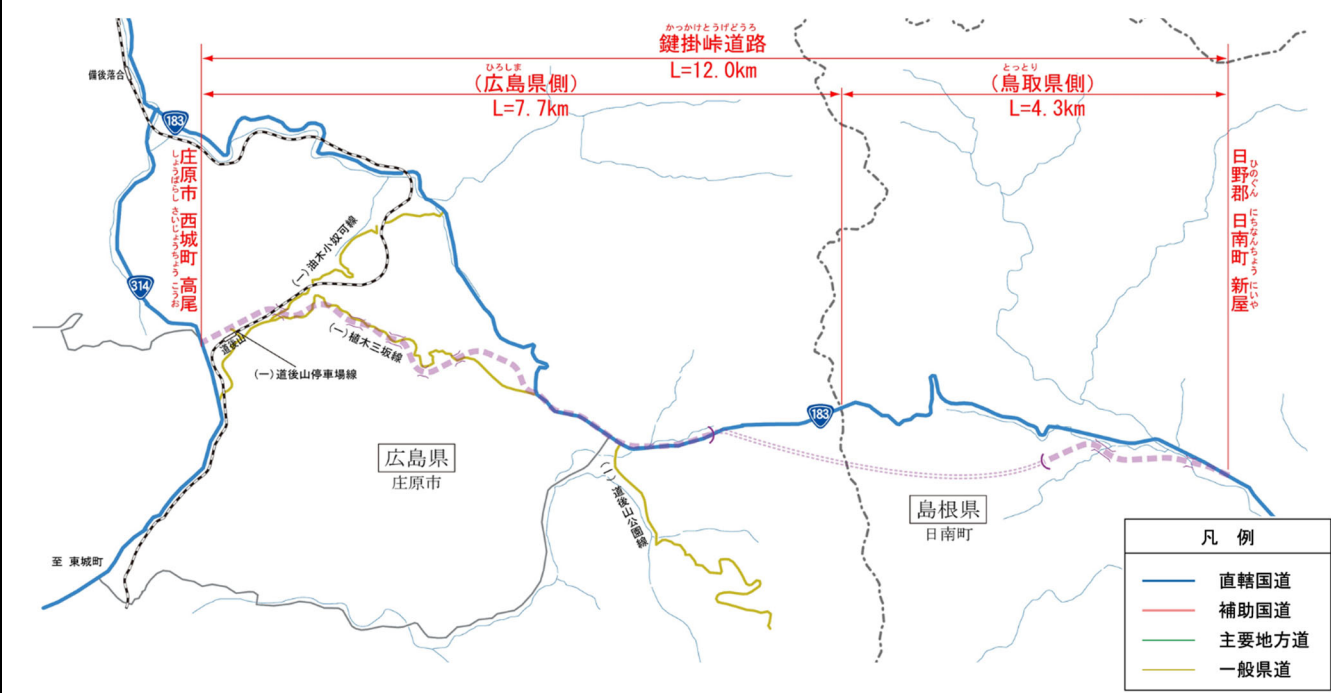 かっかけとうげどうろ
鍵掛峠道路
L=12.0km
ひろしま
(広島県側)
L=7.7km
とっとり
(鳥取県側)
L=4.3km
備後落合
183
庄原市 西城町 高尾
しょうばらし さいじょうちょう こうお
314
(一)油木小奴可線
道後山
(一)植木三坂線
(一)道後山停車場線
日野郡 日南町 新屋
ひのぐん にちなんちょう にいや
183
広島県
庄原市
(一)道後山公園線
島根県
日南町
至 東城町
凡 例
直轄国道
補助国道
主要地方道
一般県道